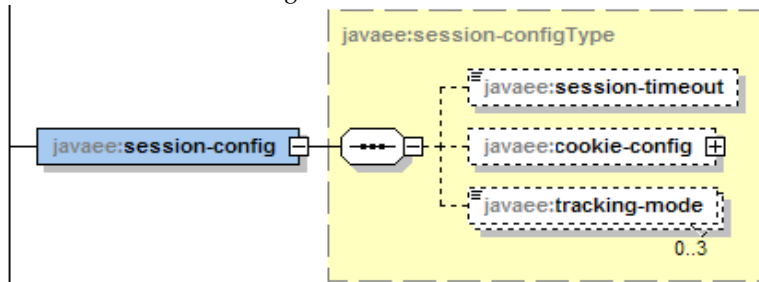 javaee:session-configType
javaee:session-timeout
javaee:session-config
javaee:cookie-config
javaee:tracking-mode
0..3